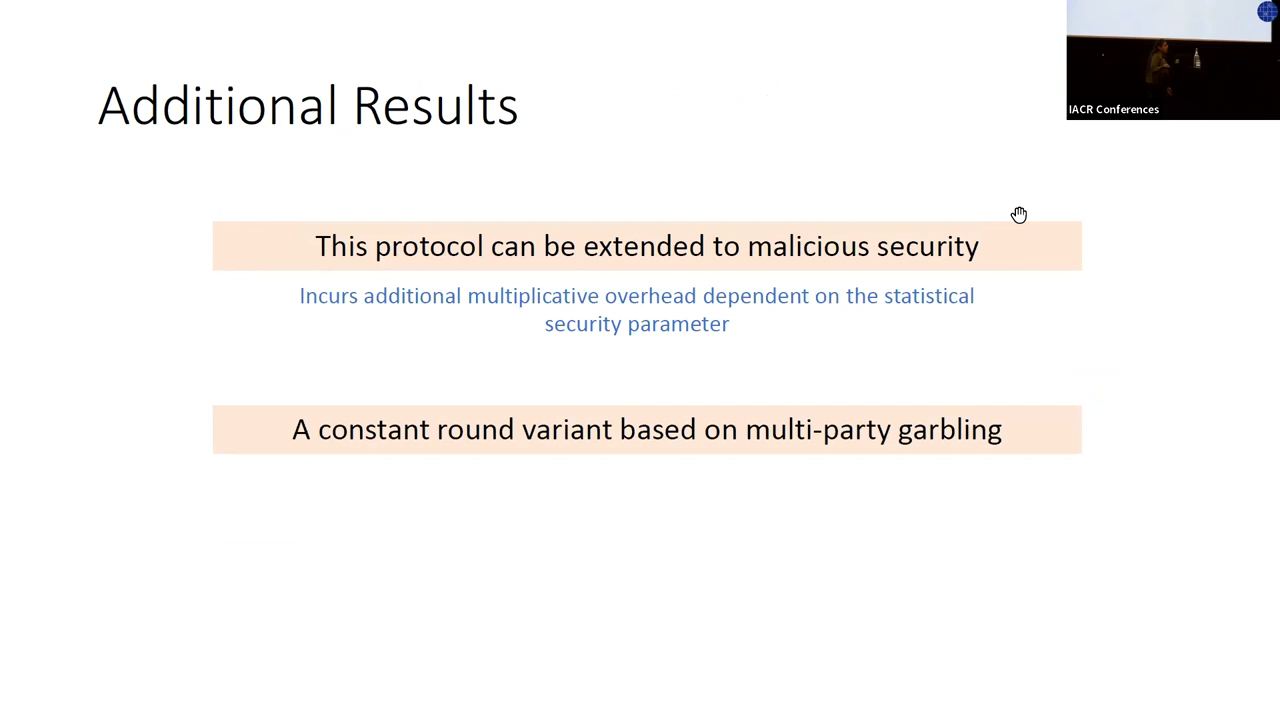 IACR Conferences
Additional Results
This protocol can be extended to malicious security
Incurs additional multiplicative overhead dependent on the statistical
security parameter
A constant round variant based on multi-party garbling